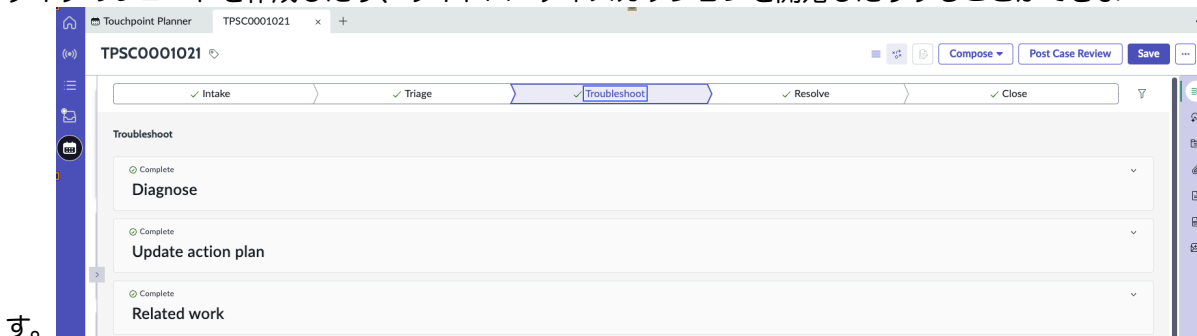 Touchpoint Planner TPSC0001021 × +
TPSC0001021
Compose Post Case Review Save
Intake Triage Troubleshoot Resolve Close
Troubleshoot
Complete
Diagnose
Complete
Update action plan
Complete
Related work
す。